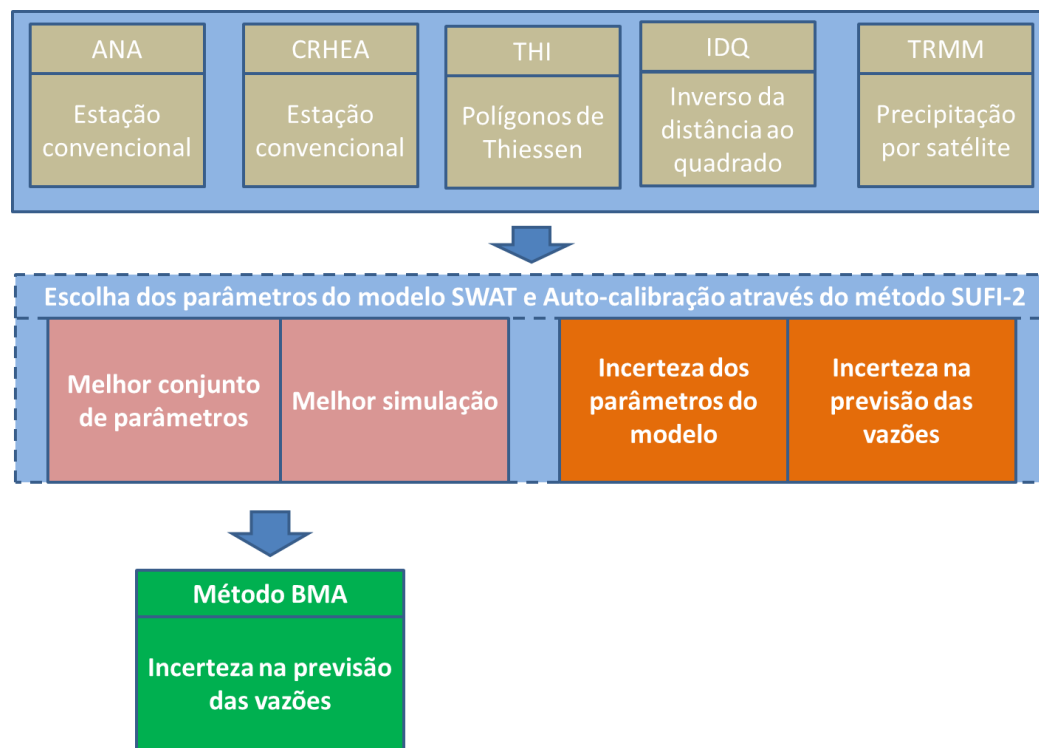 ANA
Estação
convencional
CRHEA
Estação
convencional
THI
Polígonos de
Thiessen
IDQ
Inverso da
distância ao
quadrado
TRMM
Precipitação
por satélite
Escolha dos parâmetros do modelo SWAT e Auto-calibração através do método SUFI-2
Melhor conjunto
de parâmetros
Melhor simulação
Incerteza dos
parâmetros do
modelo
Incerteza na
previsão das
vazões
Método BMA
Incerteza na previsão
das vazões